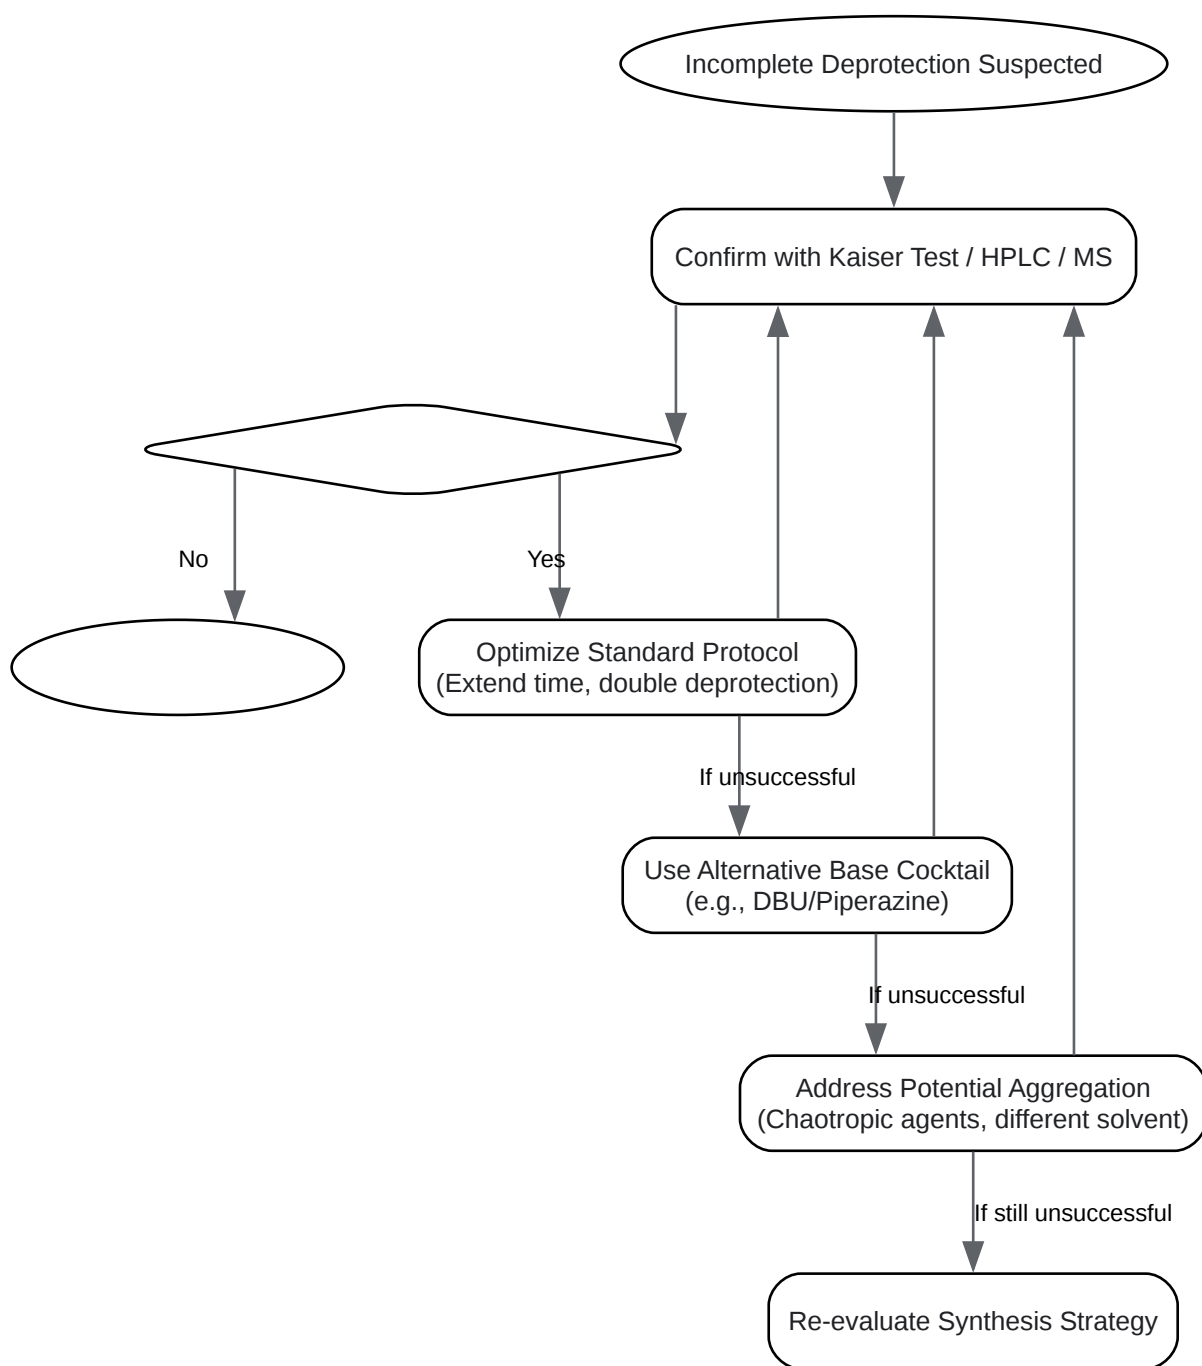 Incomplete Deprotection Suspected
Confirm with Kaiser Test / HPLC / MS
No
Yes
Optimize Standard Protocol
(Extend time, double deprotection)
If unsuccessful
Use Alternative Base Cocktail
(e.g., DBU/Piperazine)
If unsuccessful
Address Potential Aggregation
(Chaotropic agents, different solvent)
If still unsuccessful
Re-evaluate Synthesis Strategy